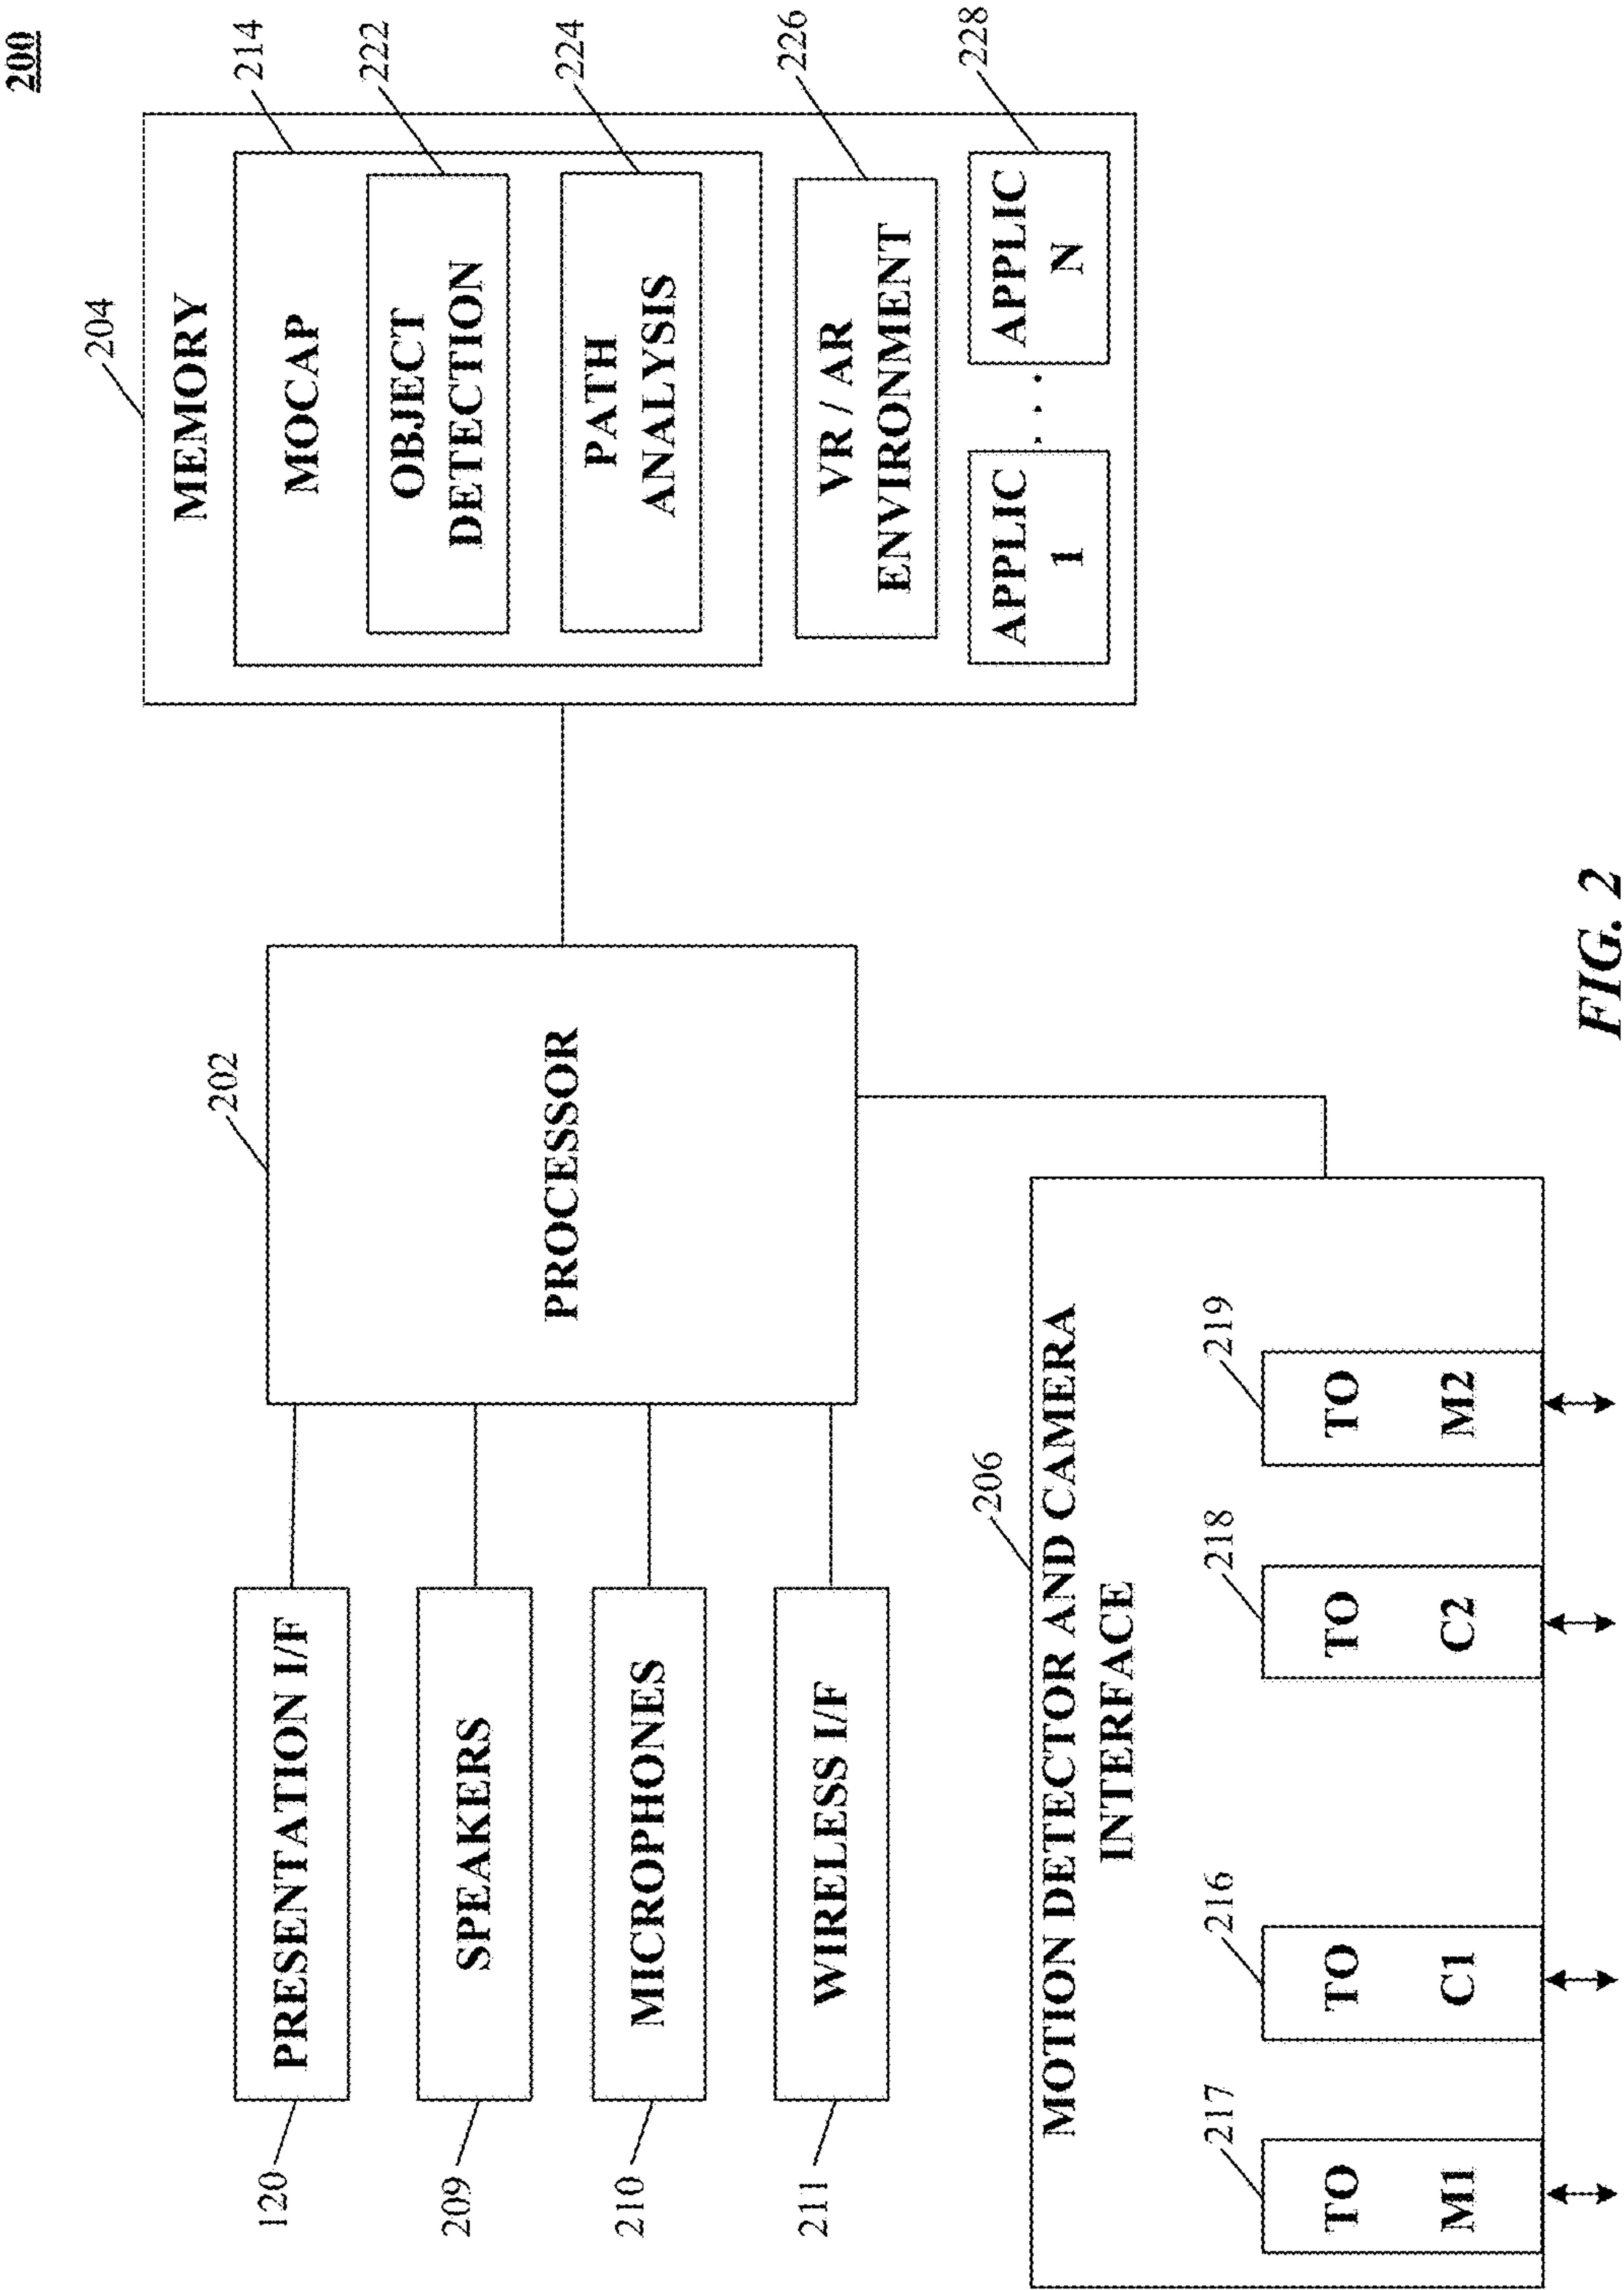 200
204
MEMORY
214
MOCAP
222
OBJECT
DETECTION
224
PATH
ANALYSIS
226
VR / AR
ENVIRONMENT
228
APPLIC
1
. . .
APPLIC
N
202
PROCESSOR
120
PRESENTATION I/F
209
SPEAKERS
210
MICROPHONES
211
WIRELESS I/F
206
MOTION DETECTOR AND CAMERA
INTERFACE
217
TO
M1
216
TO
C1
218
TO
C2
219
TO
M2
FIG. 2